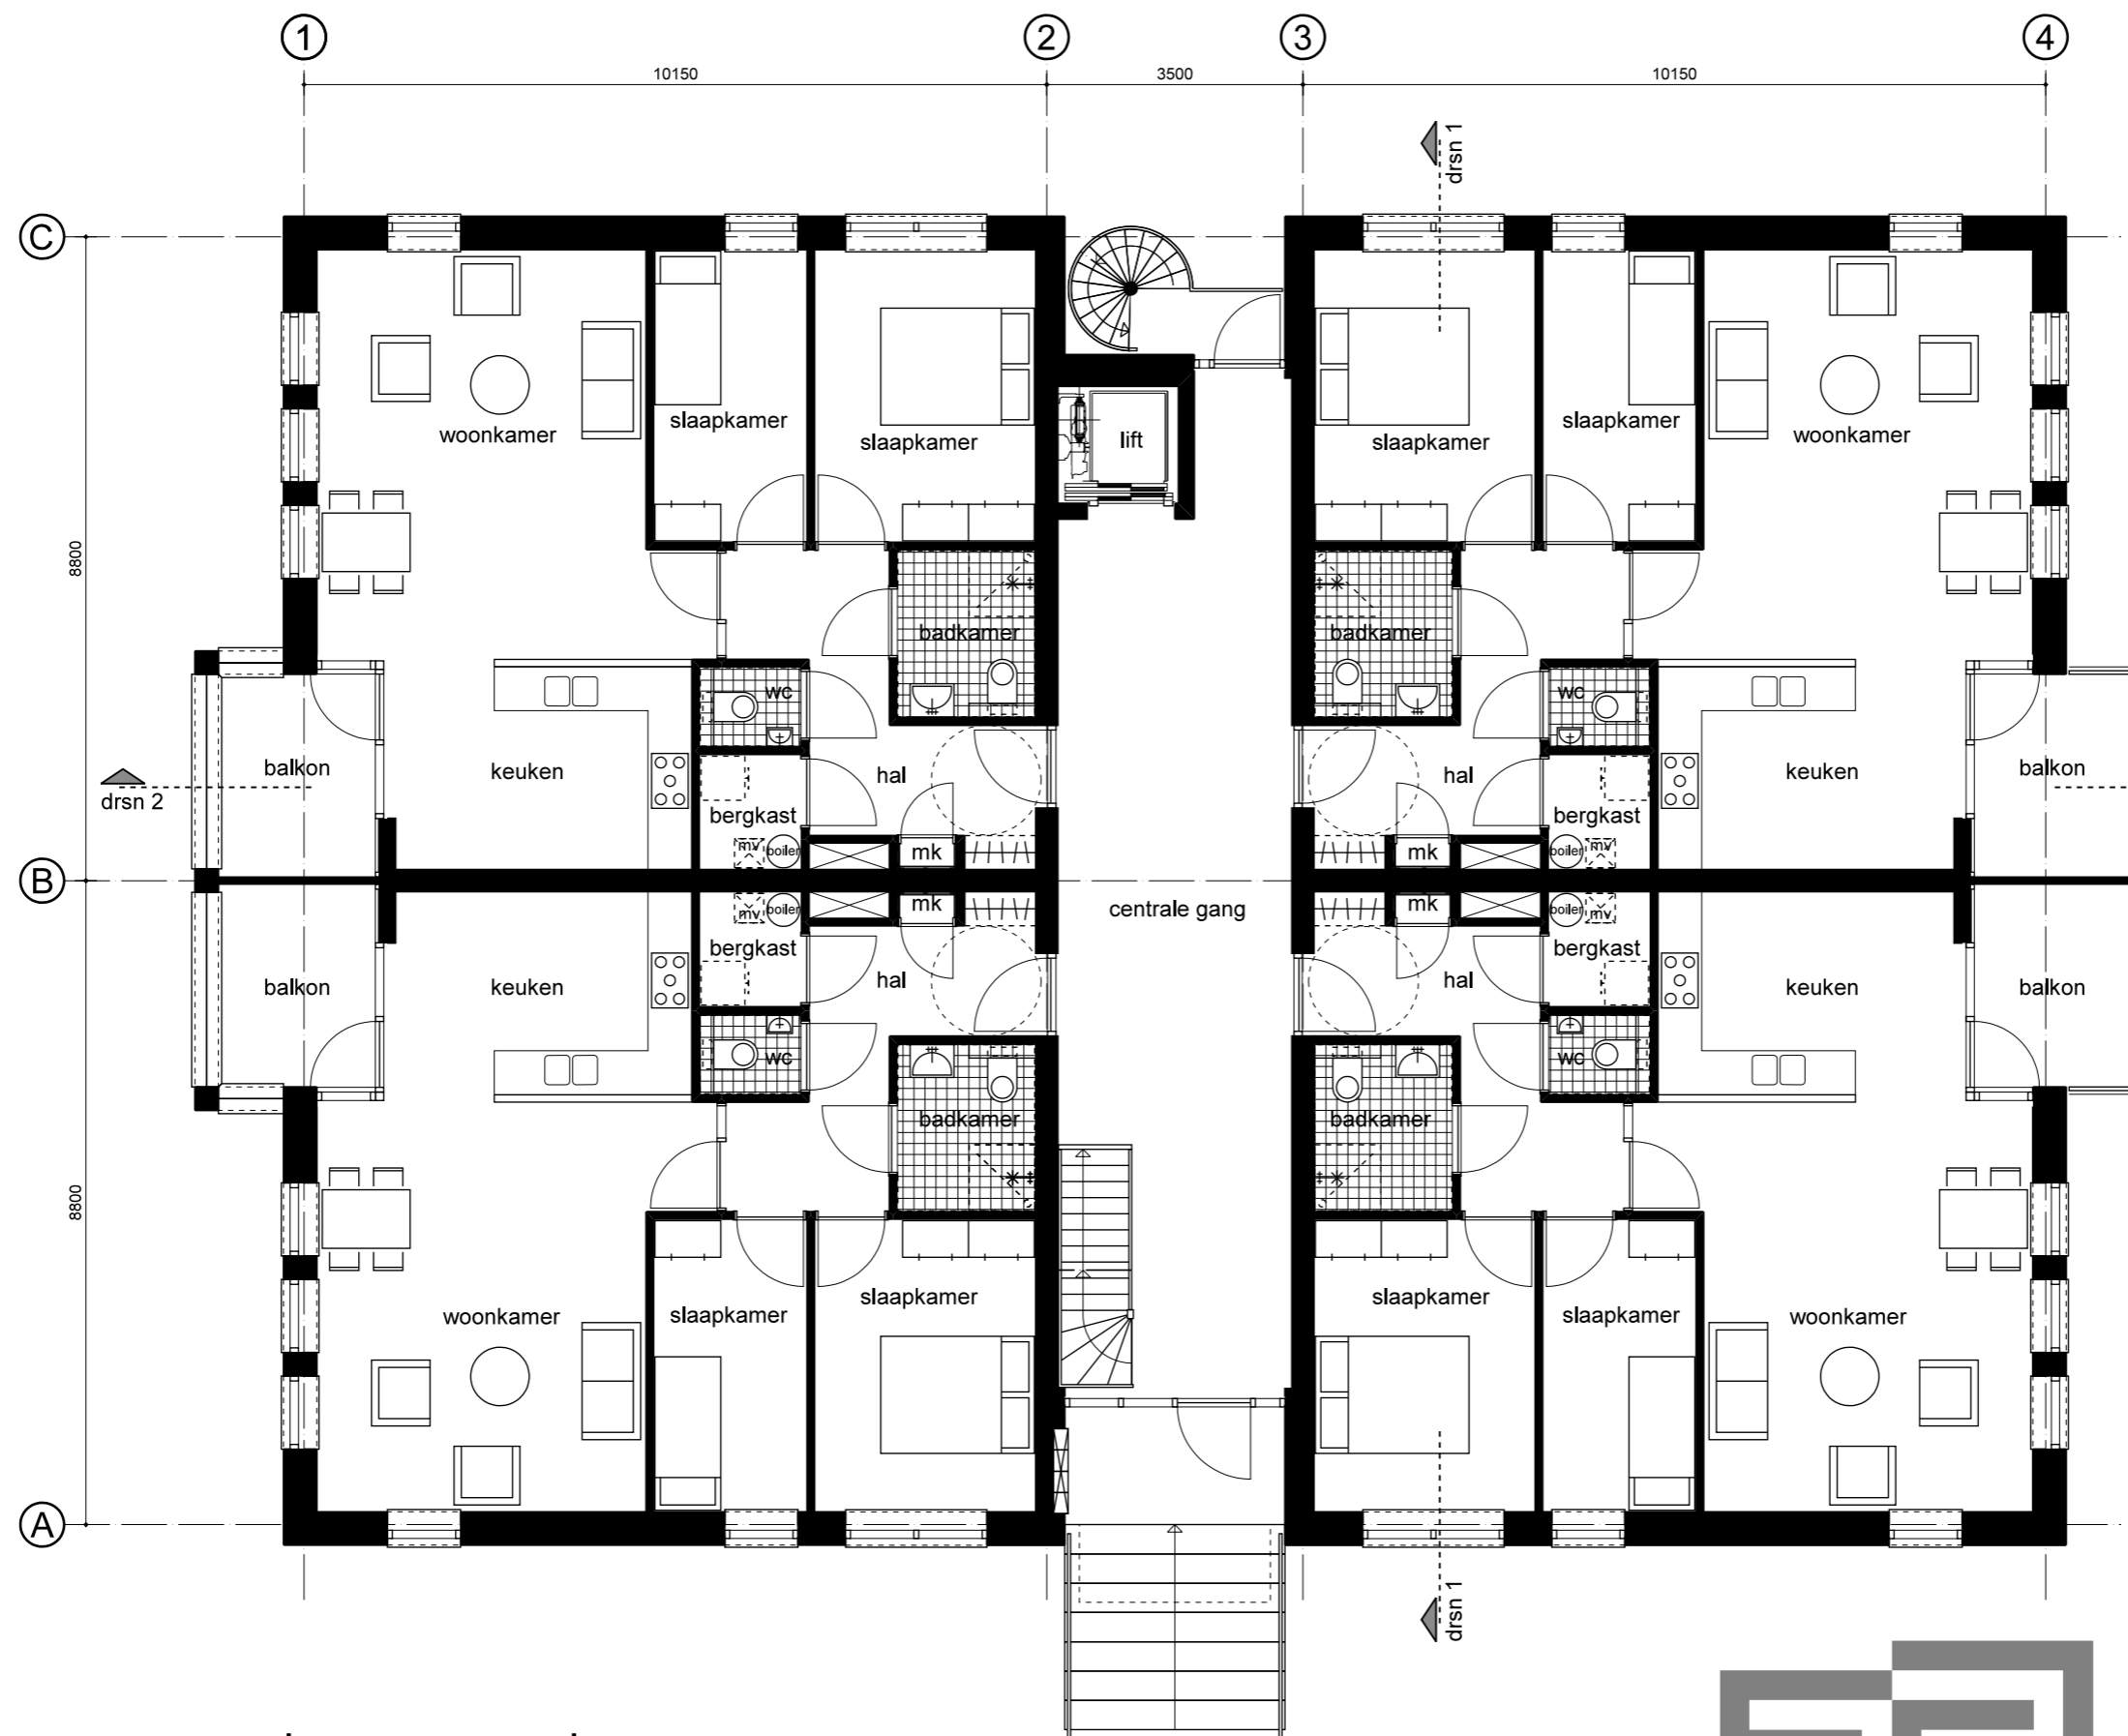 1 2 3 4
10150 3500 10150
drsn 1
C
lift
slaapkamer slaapkamer
woonkamer slaapkamer slaapkamer woonkamer
8800
badkamer badkamer
wc wc
balkon keuken hal hal keuken balkon
drsn 2
bergkast bergkast
mv boiler mk mk boiler mv
B
mv boiler mk centrale gang mk boiler mv
bergkast bergkast
balkon keuken hal hal keuken balkon
wc wc
badkamer badkamer
8800
slaapkamer slaapkamer
woonkamer slaapkamer slaapkamer woonkamer
A
drsn 1